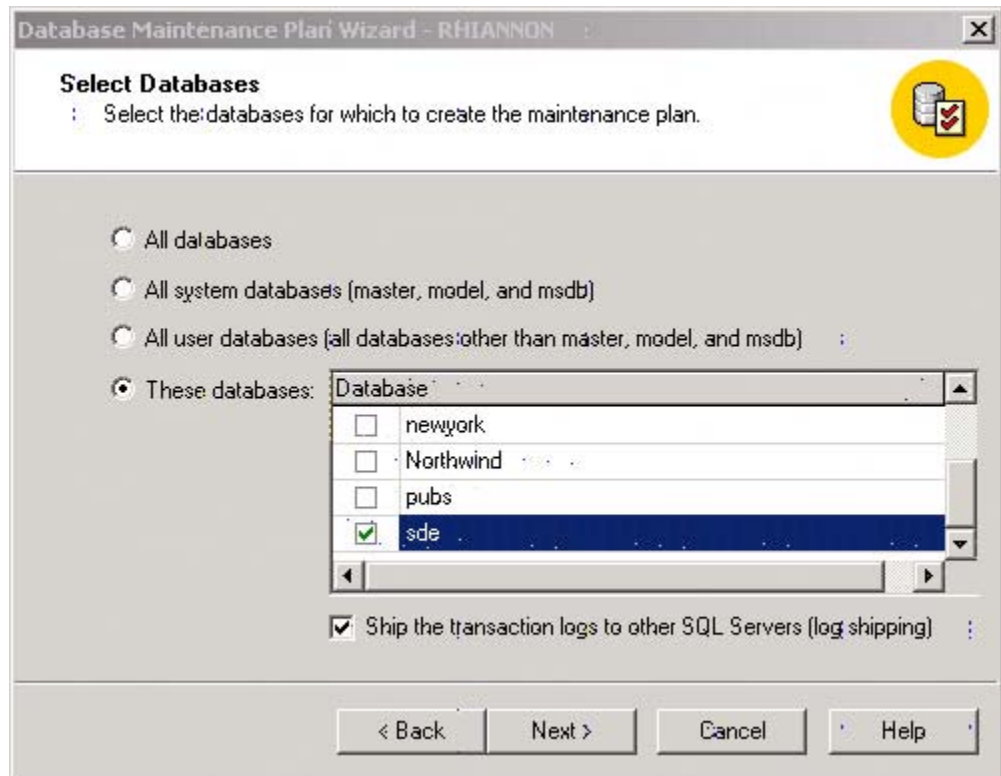 Database Maintenance Plan Wizard - RHIANNON
Select Databases
Select the databases for which to create the maintenance plan.
All databases
All system databases (master, model, and msdb)
All user databases (all databases other than master, model, and msdb)
These databases:
Database
newyork
Northwind
pubs
sde
Ship the transaction logs to other SQL Servers (log shipping)
< Back
Next >
Cancel
Help